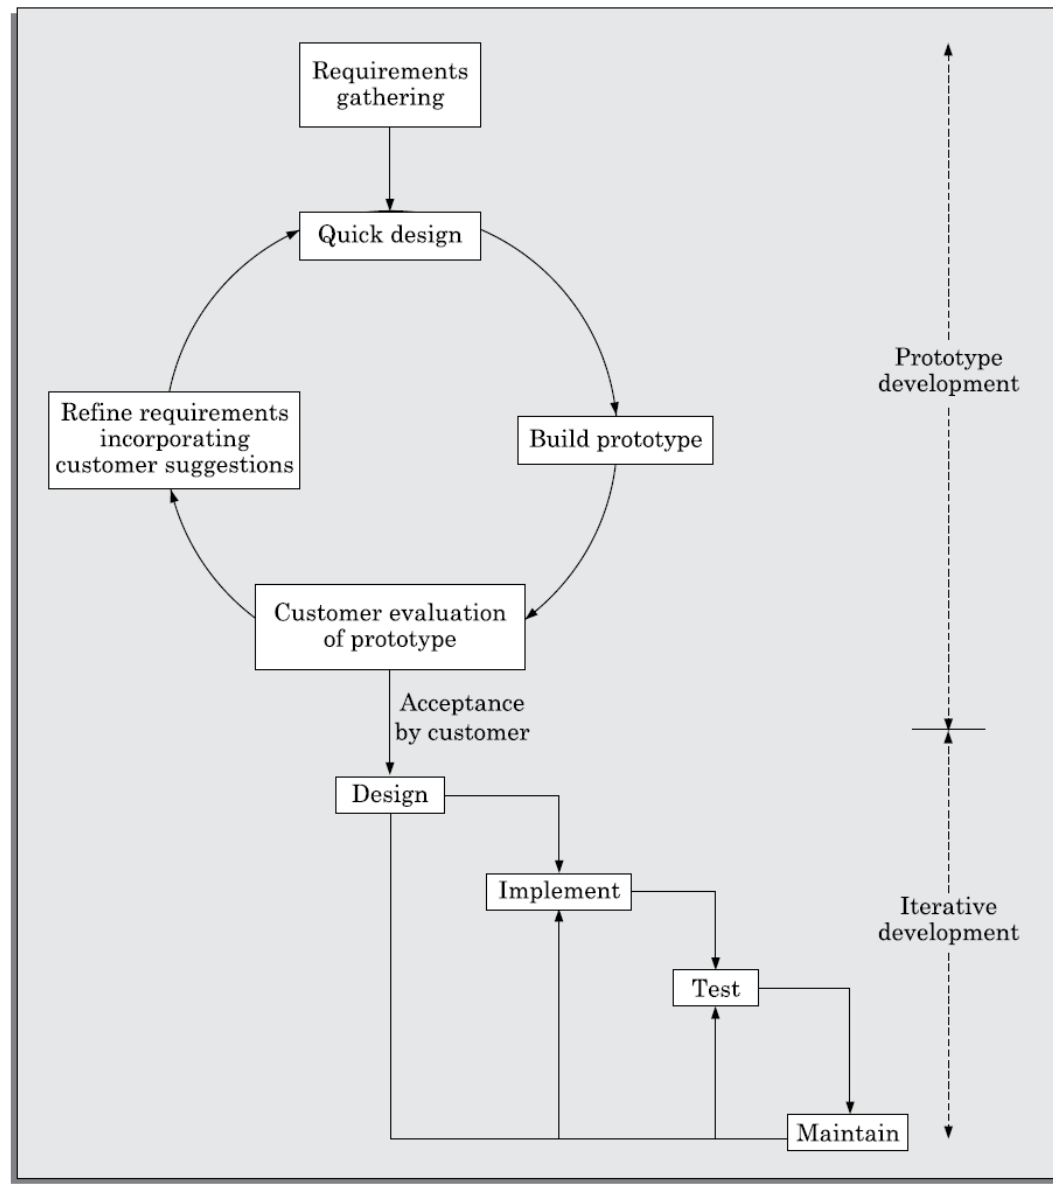 Requirements
gathering
Quick design
Refine requirements
incorporating
customer suggestions
Build prototype
Customer evaluation
of prototype
Acceptance
by customer
Design
Implement
Test
Maintain
Prototype
development
Iterative
development